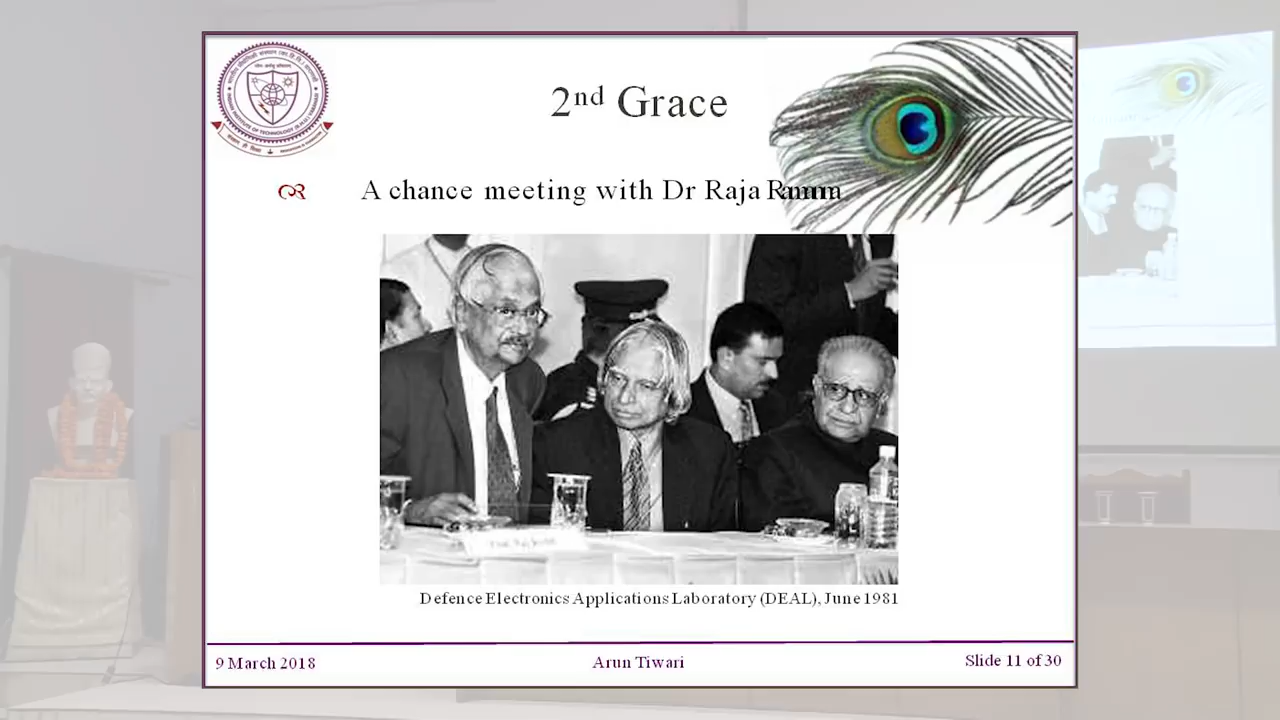 2nd Grace
A chance meeting with Dr Raja Ramanna
Defence Electronics Applications Laboratory (DEAL), June 1981
9 March 2018
Arun Tiwari
Slide 11 of 30